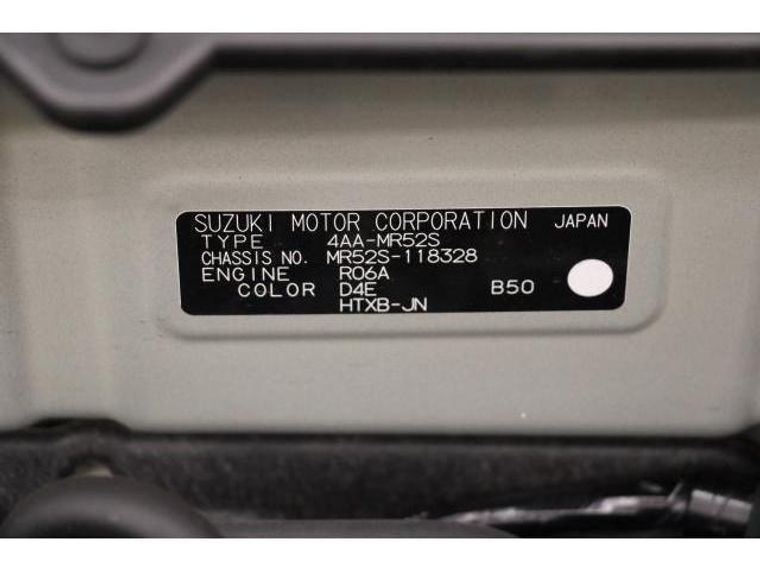 SUZUKI MOTOR CORPORATION JAPAN
TYPE 4AA-MR52S
CHASSIS NO. MR52S-118328
ENGINE R06A
COLOR D4E B50
HTXB-JN